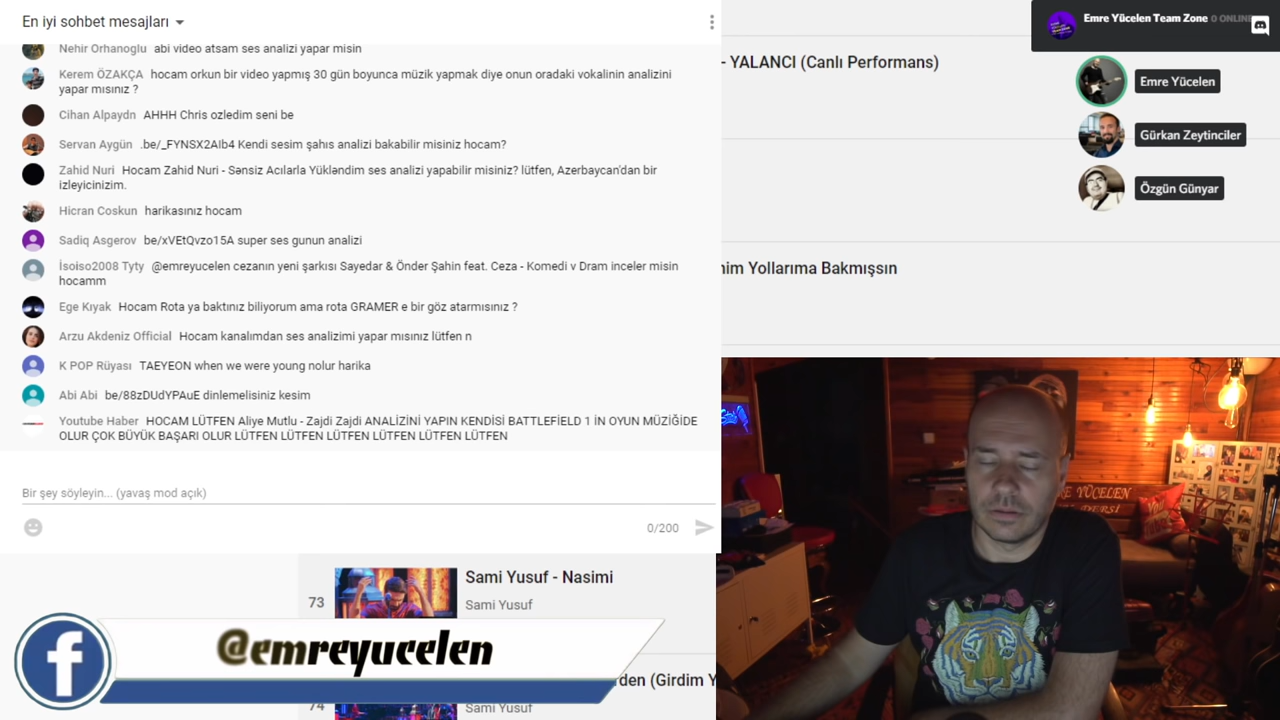 En iyi sohbet mesajları
Nehir Orhanoglu abi video atsam ses analizi yapar misin
Kerem ÖZAKÇA hocam orkun bir video yapmış 30 gün boyunca müzik yapmak diye onun oradaki vokalinin analizini
yapar mısınız ?
Cihan Alpaydn AHHH Chris ozledim seni be
Servan Aygün .be/_FYNSX2AIb4 Kendi sesim şahıs analizi bakabilir misiniz hocam?
Zahid Nuri Hocam Zahid Nuri - Sənsiz Acılarla Yükləndim ses analizi yapabilir misiniz? lütfen, Azerbaycan'dan bir
izleyicinizim.
Hicran Coskun harikasınız hocam
Sadiq Asgerov be/xVEtQvzo15A super ses gunun analizi
İsoiso2008 Tyty @emreyucelen cezanın yeni şarkısı Sayedar & Önder Şahin feat. Ceza - Komedi v Dram inceler misin
hocamm
Ege Kıyak Hocam Rota ya baktınız biliyorum ama rota GRAMER e bir göz atarmısınız ?
Arzu Akdeniz Official Hocam kanalımdan ses analizimi yapar mısınız lütfen n
K POP Rüyası TAEYEON when we were young nolur harika
Abi Abi be/88zDUdYPAuE dinlemelisiniz kesim
Youtube Haber HOCAM LÜTFEN Aliye Mutlu - Zajdi Zajdi ANALİZİNİ YAPIN KENDİSİ BATTLEFİELD 1 İN OYUN MÜZİĞİDE
OLUR ÇOK BÜYÜK BAŞARI OLUR LÜTFEN LÜTFEN LÜTFEN LÜTFEN LÜTFEN LÜTFEN
Bir şey söyleyin... (yavaş mod açık)
0/200
Emre Yücelen Team Zone 0 ONLINE
- YALANCI (Canlı Performans)
Emre Yücelen
Gürkan Zeytinciler
Özgün Günyar
nim Yollarıma Bakmışsın
RE YÜCELEN
DERSİ
73
Sami Yusuf - Nasimi
Sami Yusuf
@emreyucelen
rden (Girdim Y
74
Sami Yusuf